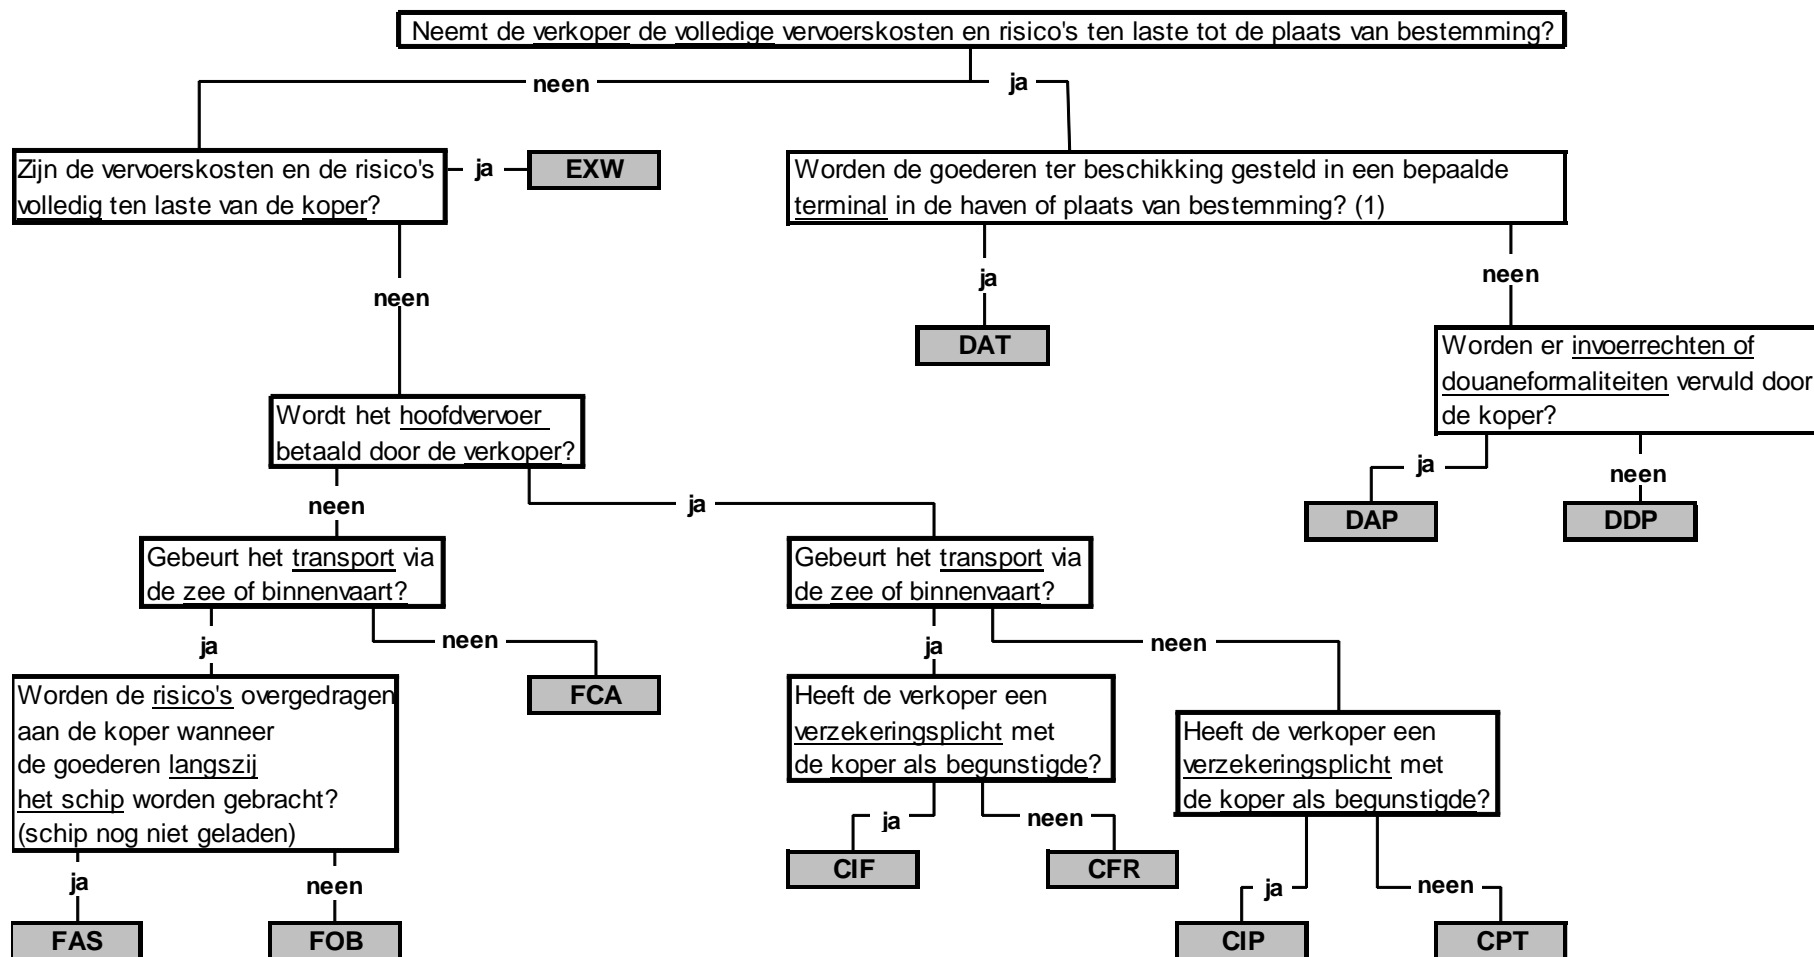 Neemt de verkoper de volledige vervoerskosten en risico's ten laste tot de plaats van bestemming?
neen
ja
Zijn de vervoerskosten en de risico's
volledig ten laste van de koper?
ja
EXW
Worden de goederen ter beschikking gesteld in een bepaalde
terminal in de haven of plaats van bestemming? (1)
neen
ja
neen
DAT
Worden er invoerrechten of
douaneformaliteiten vervuld door
de koper?
Wordt het hoofdvervoer
betaald door de verkoper?
ja
neen
neen
ja
DAP
DDP
Gebeurt het transport via
de zee of binnenvaart?
Gebeurt het transport via
de zee of binnenvaart?
ja
neen
ja
neen
Worden de risico's overgedragen
aan de koper wanneer
de goederen langszij
het schip worden gebracht?
(schip nog niet geladen)
FCA
Heeft de verkoper een
verzekeringsplicht met
de koper als begunstigde?
Heeft de verkoper een
verzekeringsplicht met
de koper als begunstigde?
ja
neen
CIF
CFR
ja
neen
ja
neen
FAS
FOB
CIP
CPT